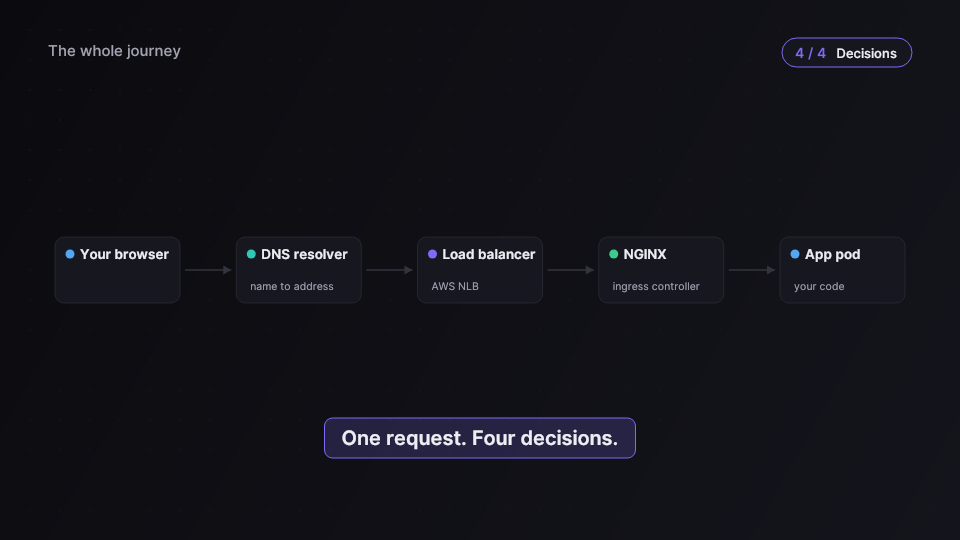 The whole journey
4 / 4 Decisions
Your browser
DNS resolver
name to address
Load balancer
AWS NLB
NGINX
ingress controller
App pod
your code
One request. Four decisions.